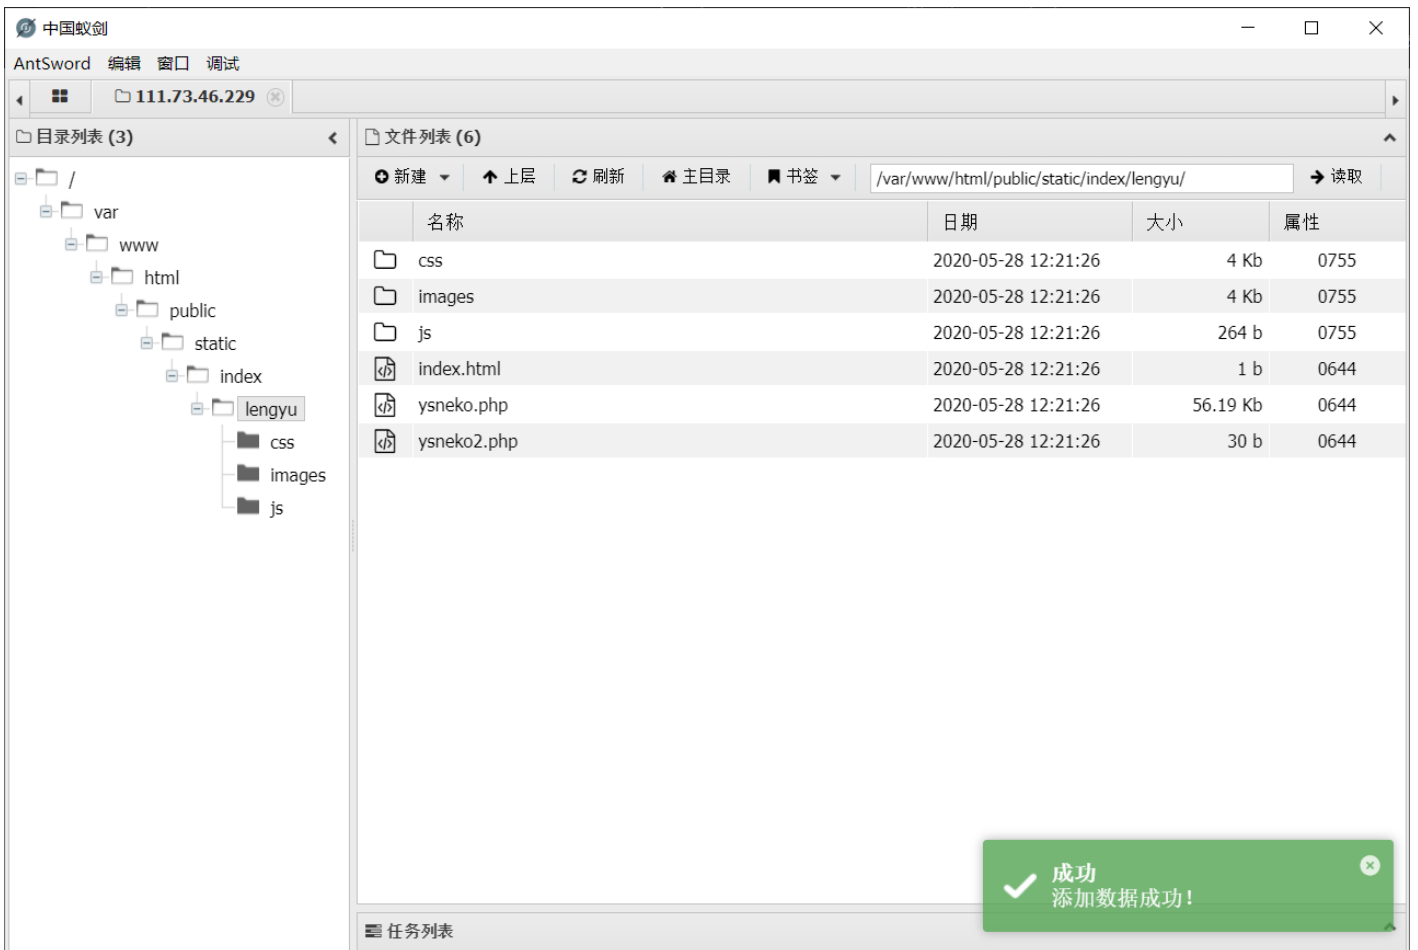 中国蚁剑
AntSword 编辑 窗口 调试
111.73.46.229
目录列表 (3)
/
var
www
html
public
static
index
lengyu
css
images
js
文件列表 (6)
新建 上层 刷新 主目录 书签 /var/www/html/public/static/index/lengyu/ 读取
名称 日期 大小 属性
css 2020-05-28 12:21:26 4 Kb 0755
images 2020-05-28 12:21:26 4 Kb 0755
js 2020-05-28 12:21:26 264 b 0755
index.html 2020-05-28 12:21:26 1 b 0644
ysneko.php 2020-05-28 12:21:26 56.19 Kb 0644
ysneko2.php 2020-05-28 12:21:26 30 b 0644
成功
添加数据成功!
任务列表